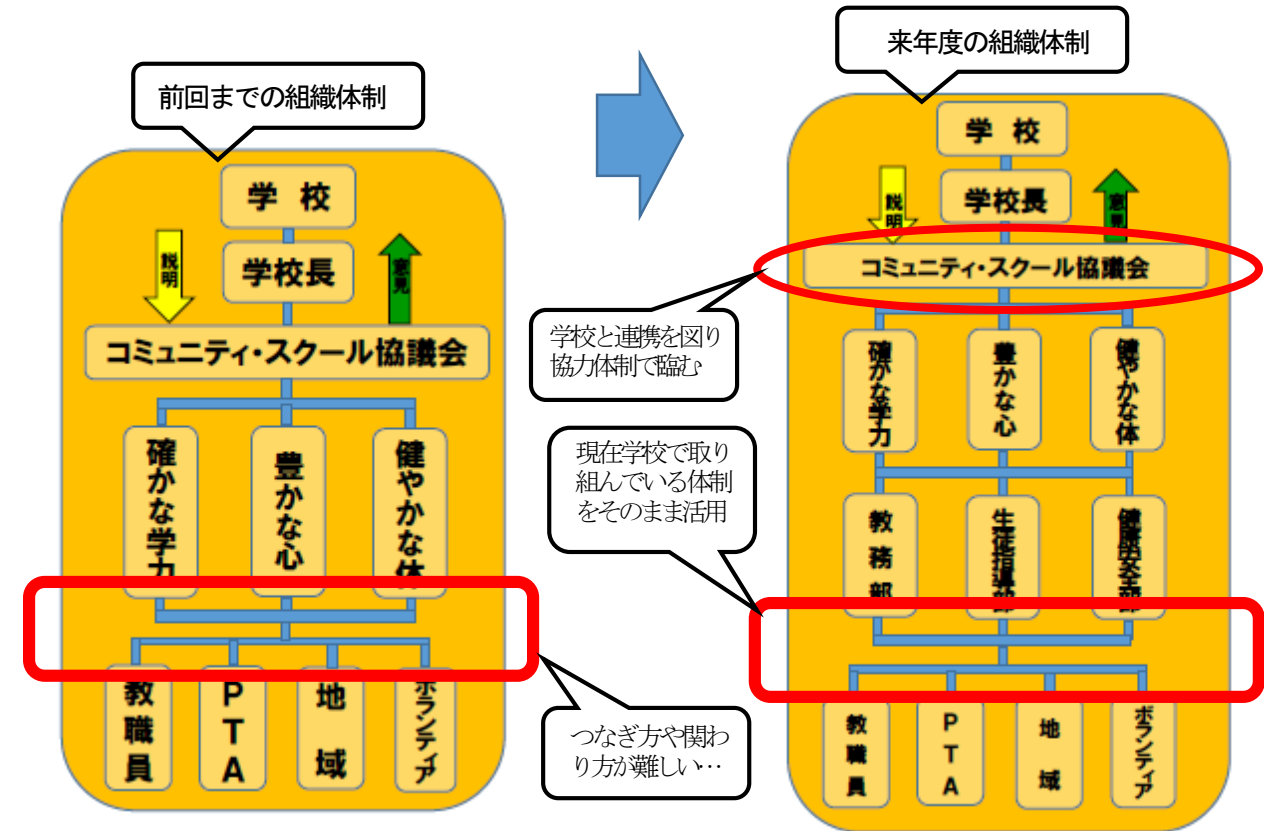 前回までの組織体制
学校
説明
学校長
意見
コミュニティ・スクール協議会
確かな学力
豊かな心
健やかな体
教職員
PTA
地域
ボランティア
つなぎ方や関わ
り方が難しい…
来年度の組織体制
学校
説明
学校長
意見
コミュニティ・スクール協議会
学校と連携を図り
協力体制で臨む
確かな学力
豊かな心
健やかな体
現在学校で取り
組んでいる体制
をそのまま活用
教務部
生徒指導部
健康安全部
教職員
PTA
地域
ボランティア